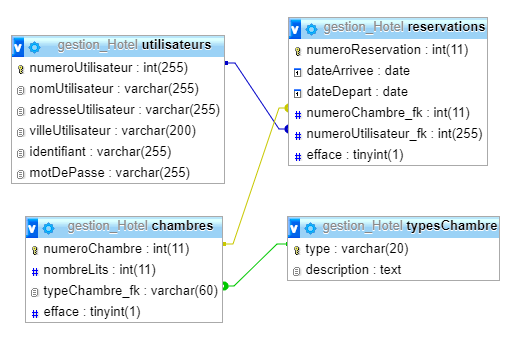 v gestion_Hotel utilisateurs
numeroUtilisateur : int(255)
nomUtilisateur : varchar(255)
adresseUtilisateur : varchar(255)
villeUtilisateur : varchar(200)
identifiant : varchar(255)
motDePasse : varchar(255)
v gestion_Hotel reservations
numeroReservation : int(11)
dateArrivee : date
dateDepart : date
# numeroChambre_fk : int(11)
# numeroUtilisateur_fk : int(255)
# efface : tinyint(1)
v gestion_Hotel chambres
numeroChambre : int(11)
# nombreLits : int(11)
typeChambre_fk : varchar(60)
# efface : tinyint(1)
v gestion_Hotel typesChambre
type : varchar(20)
description : text